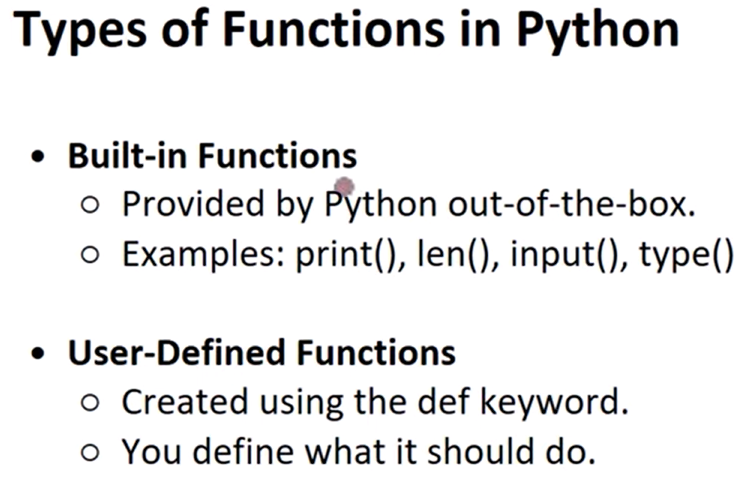 Types of Functions in Python
• Built-in Functions
○ Provided by Python out-of-the-box.
○ Examples: print(), len(), input(), type()
• User-Defined Functions
○ Created using the def keyword.
○ You define what it should do.